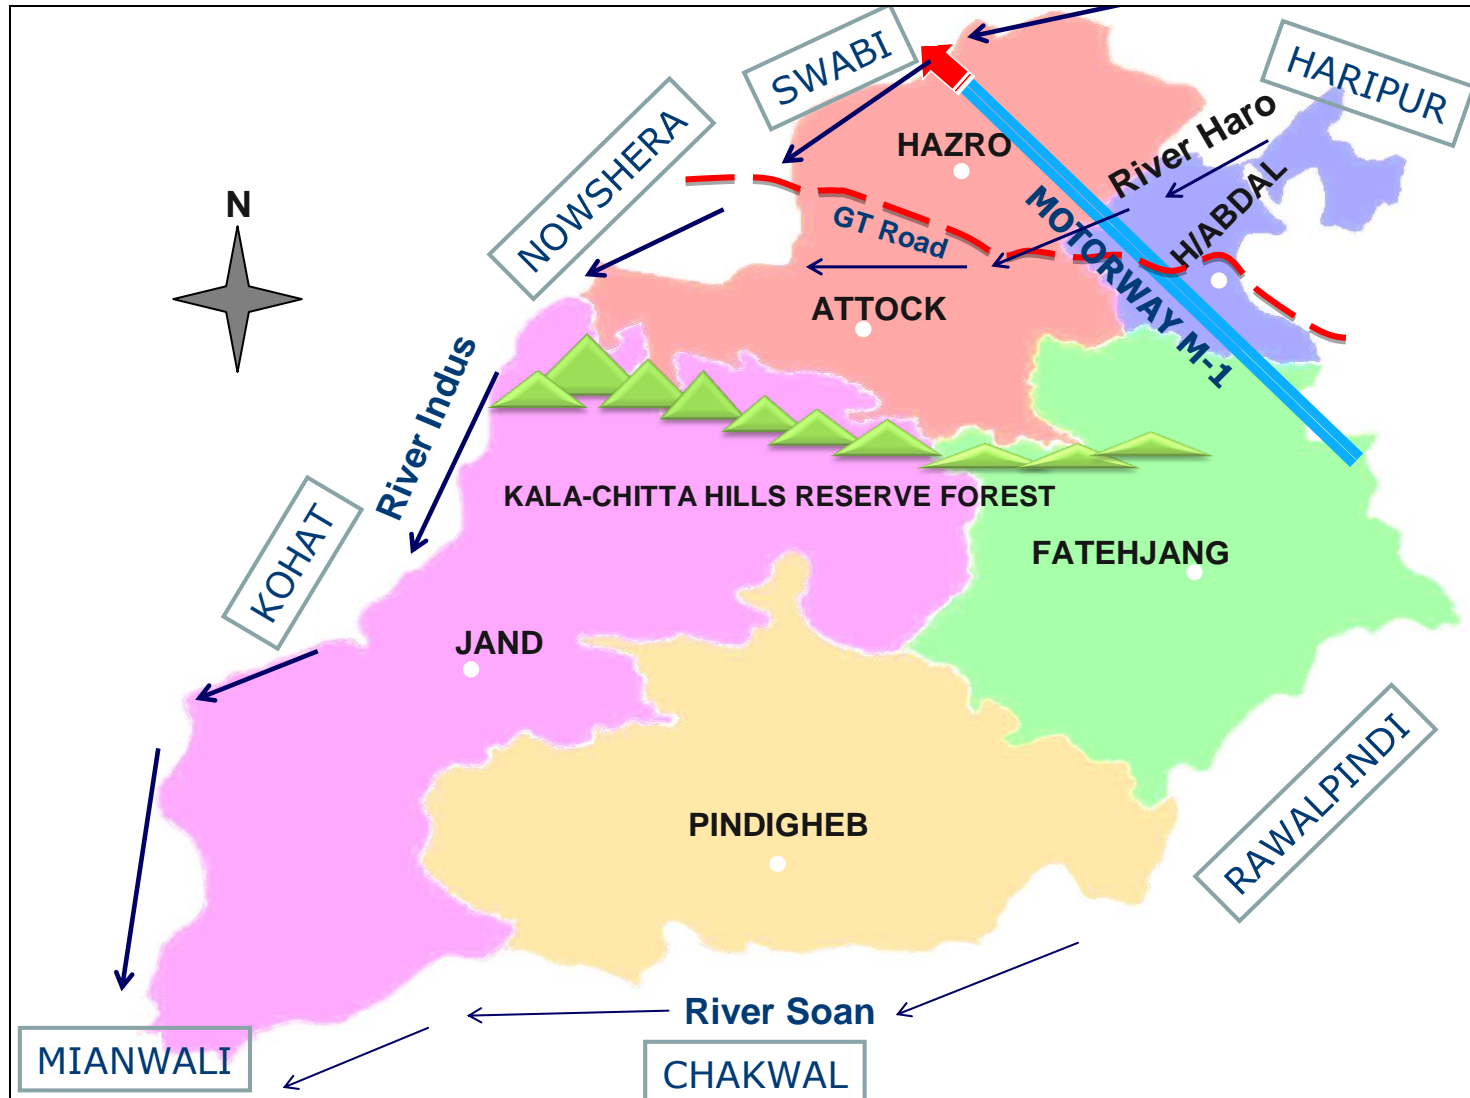 SWABI
HARIPUR
NOWSHERA
HAZRO
River Haro
N
GT Road
MOTORWAY M-1
H/ABDAL
ATTOCK
River Indus
KALA-CHITTA HILLS RESERVE FOREST
KOHAT
FATEHJANG
JAND
RAWALPINDI
PINDIGHEB
River Soan
MIANWALI
CHAKWAL